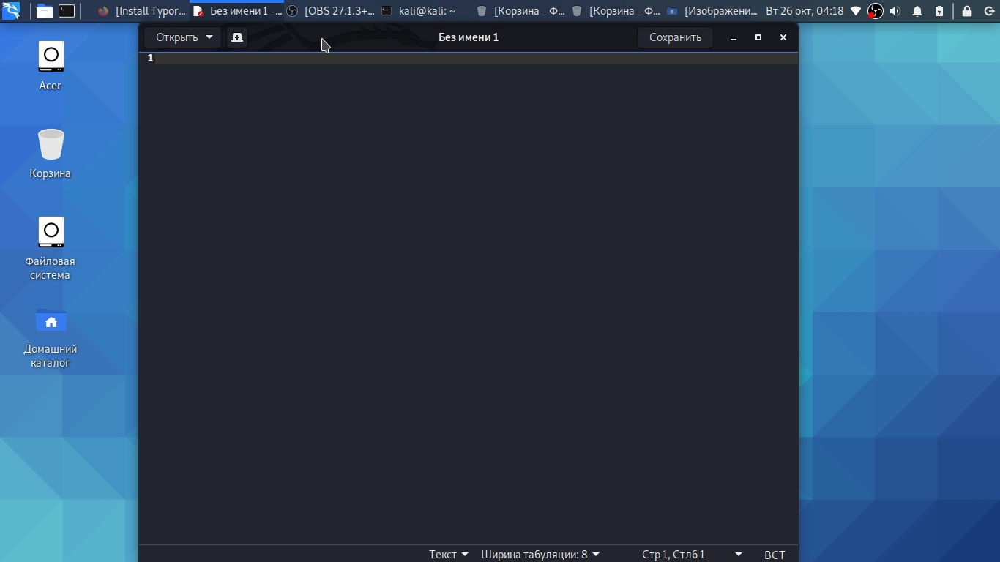 [Install Typor...
Без имени 1 -...
[OBS 27.1.3+...
kali@kali: ~
[Корзина - Ф...
[Корзина - Ф...
[Изображени...
Вт 26 окт, 04:18
Открыть
Без имени 1
Сохранить
1
Acer
Корзина
Файловая
система
Домашний
каталог
Текст
Ширина табуляции: 8
Стр 1, Стлб 1
ВСТ